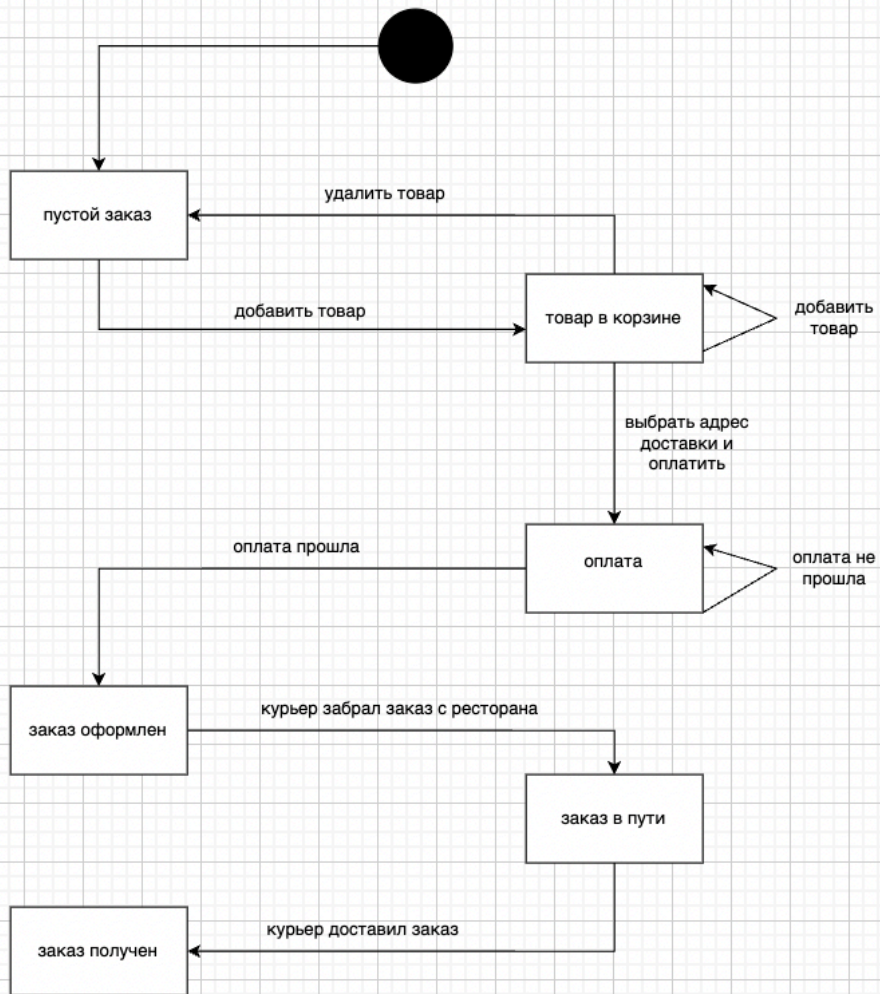 удалить товар
пустой заказ
добавить товар
товар в корзине
добавить
товар
выбрать адрес
доставки и
оплатить
оплата прошла
оплата
оплата не
прошла
курьер забрал заказ с ресторана
заказ оформлен
заказ в пути
курьер доставил заказ
заказ получен